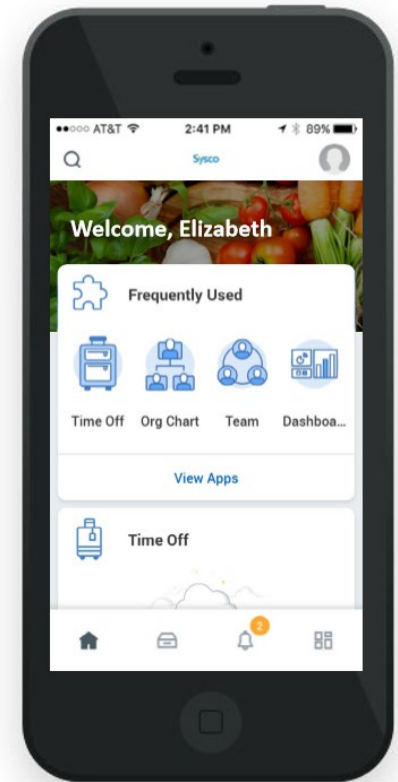 AT&T 2:41 PM 89%
Sysco
Welcome, Elizabeth
Frequently Used
Time Off Org Chart Team Dashboa...
View Apps
Time Off
2